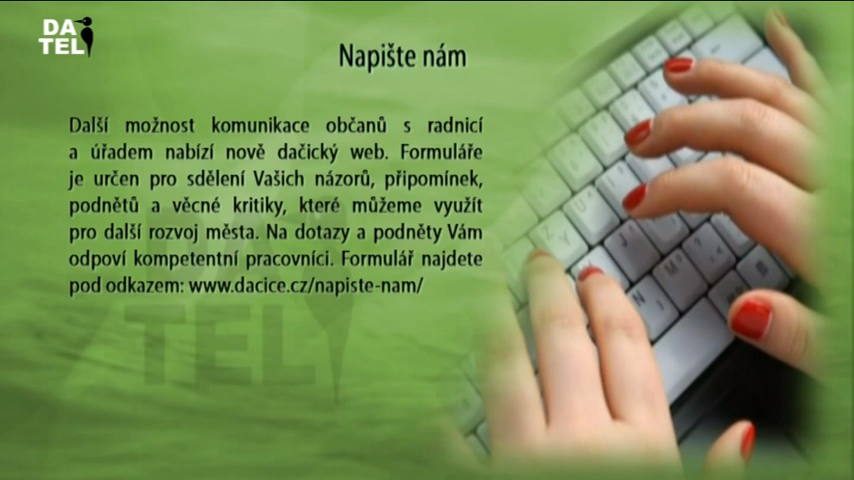 DA
TEL
Napište nám
Další možnost komunikace občanů s radnicí
a úřadem nabízí nově dačický web. Formuláře
je určen pro sdělení Vašich názorů, připomínek,
podnětů a věcné kritiky, které můžeme využít
pro další rozvoj města. Na dotazy a podněty Vám
odpoví kompetentní pracovníci. Formulář najdete
pod odkazem: www.dacice.cz/napiste-nam/
DA
TEL